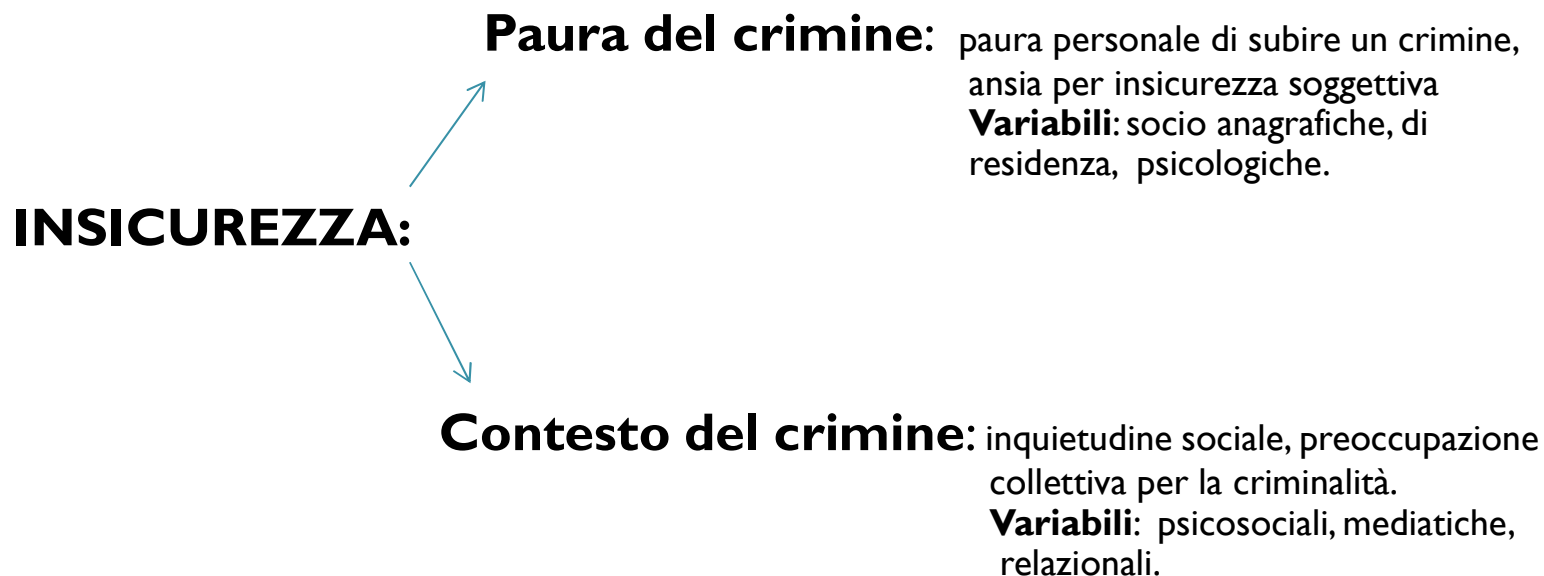 Paura del crimine: paura personale di subire un crimine,
ansia per insicurezza soggettiva
Variabili: socio anagrafiche, di
residenza, psicologiche.
INSICUREZZA:
Contesto del crimine: inquietudine sociale, preoccupazione
collettiva per la criminalità.
Variabili: psicosociali, mediatiche,
relazionali.